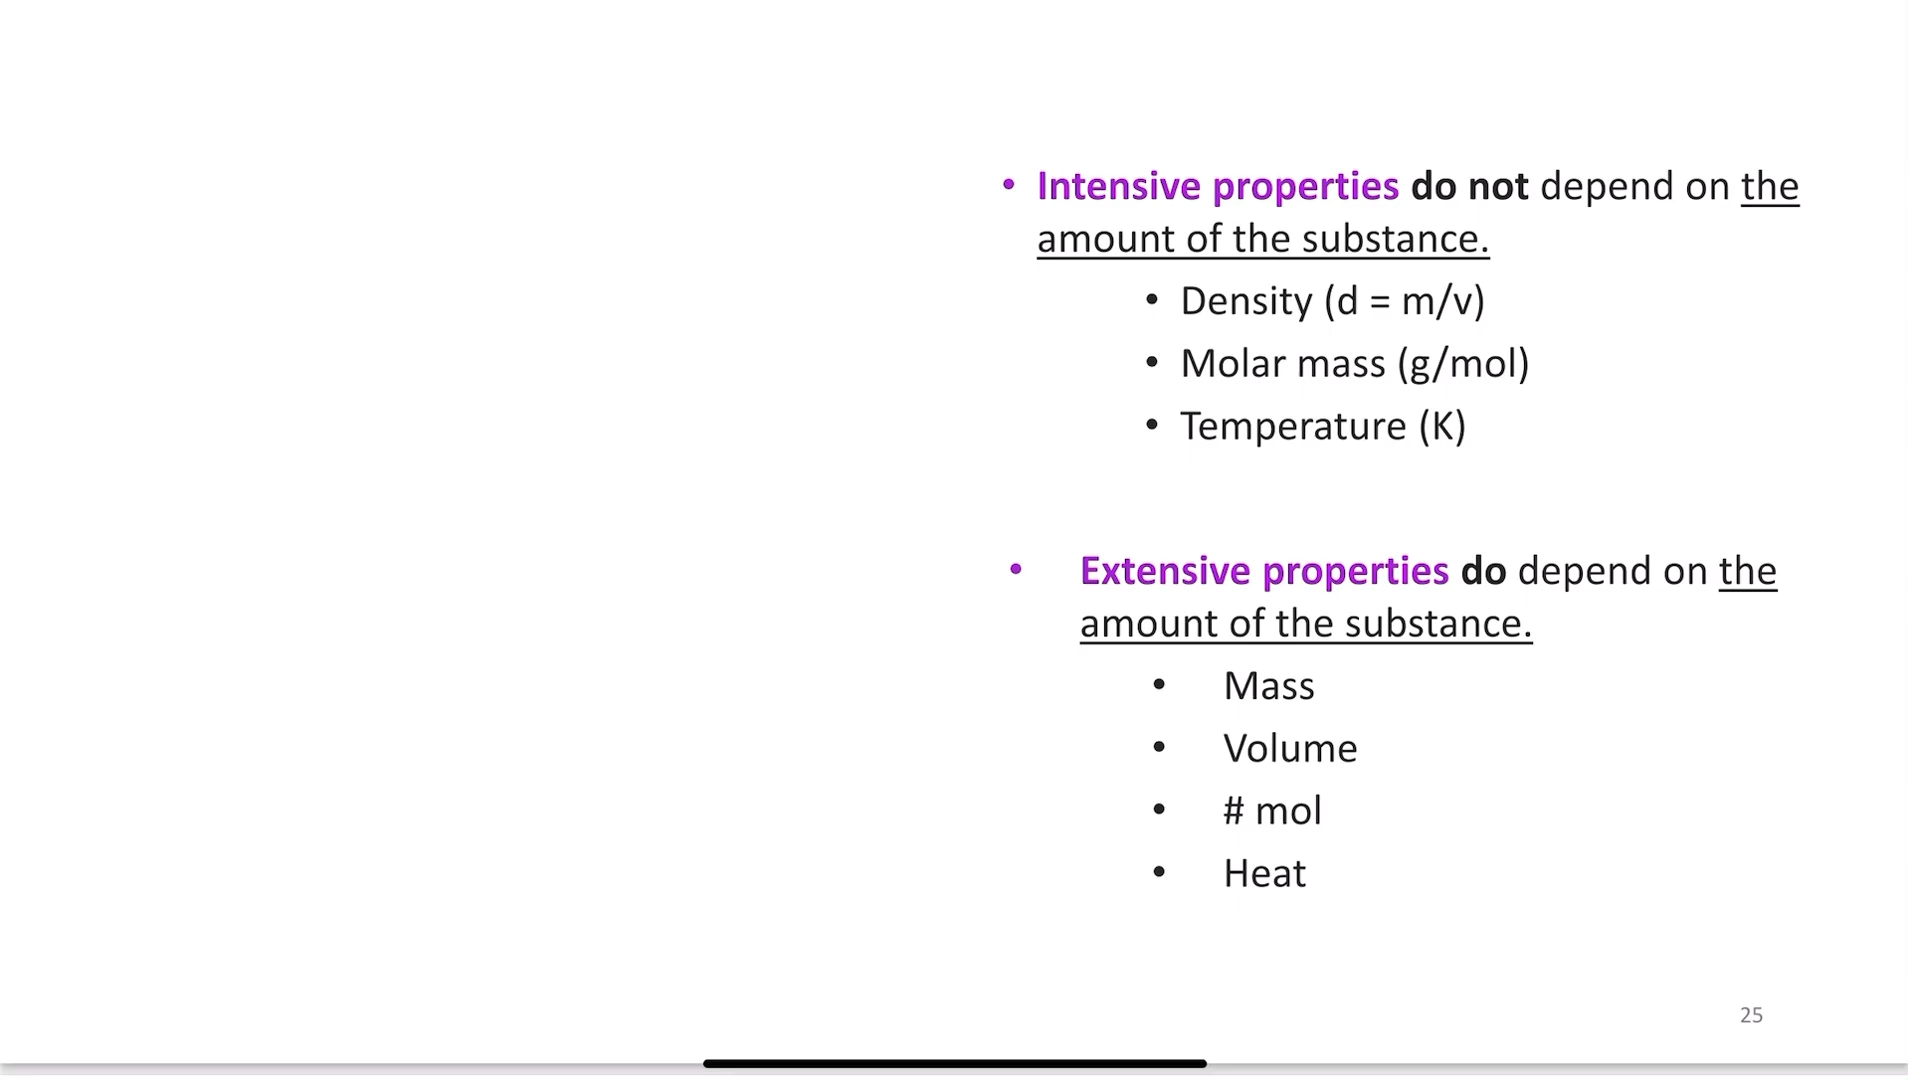 • Intensive properties do not depend on the
amount of the substance.
• Density (d = m/v)
• Molar mass (g/mol)
• Temperature (K)
• Extensive properties do depend on the
amount of the substance.
• Mass
• Volume
• # mol
• Heat
25